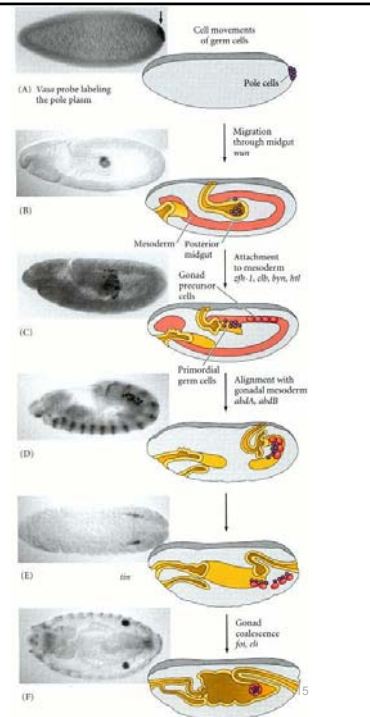 Cell movements
of germ cells
Pole cells
(A) Vasa probe labeling
the pole plasm
Migration
through midgut
wun
(B)
Mesoderm Posterior
midgut
Attachment
to mesoderm
zfh-1, clb, byn, htl
Gonad
precursor
cells
(C)
Primordial
germ cells
Alignment with
gonadal mesoderm
abdA, abdB
(D)
(E)
tin
Gonad
coalescence
foi, cli
(F)
15